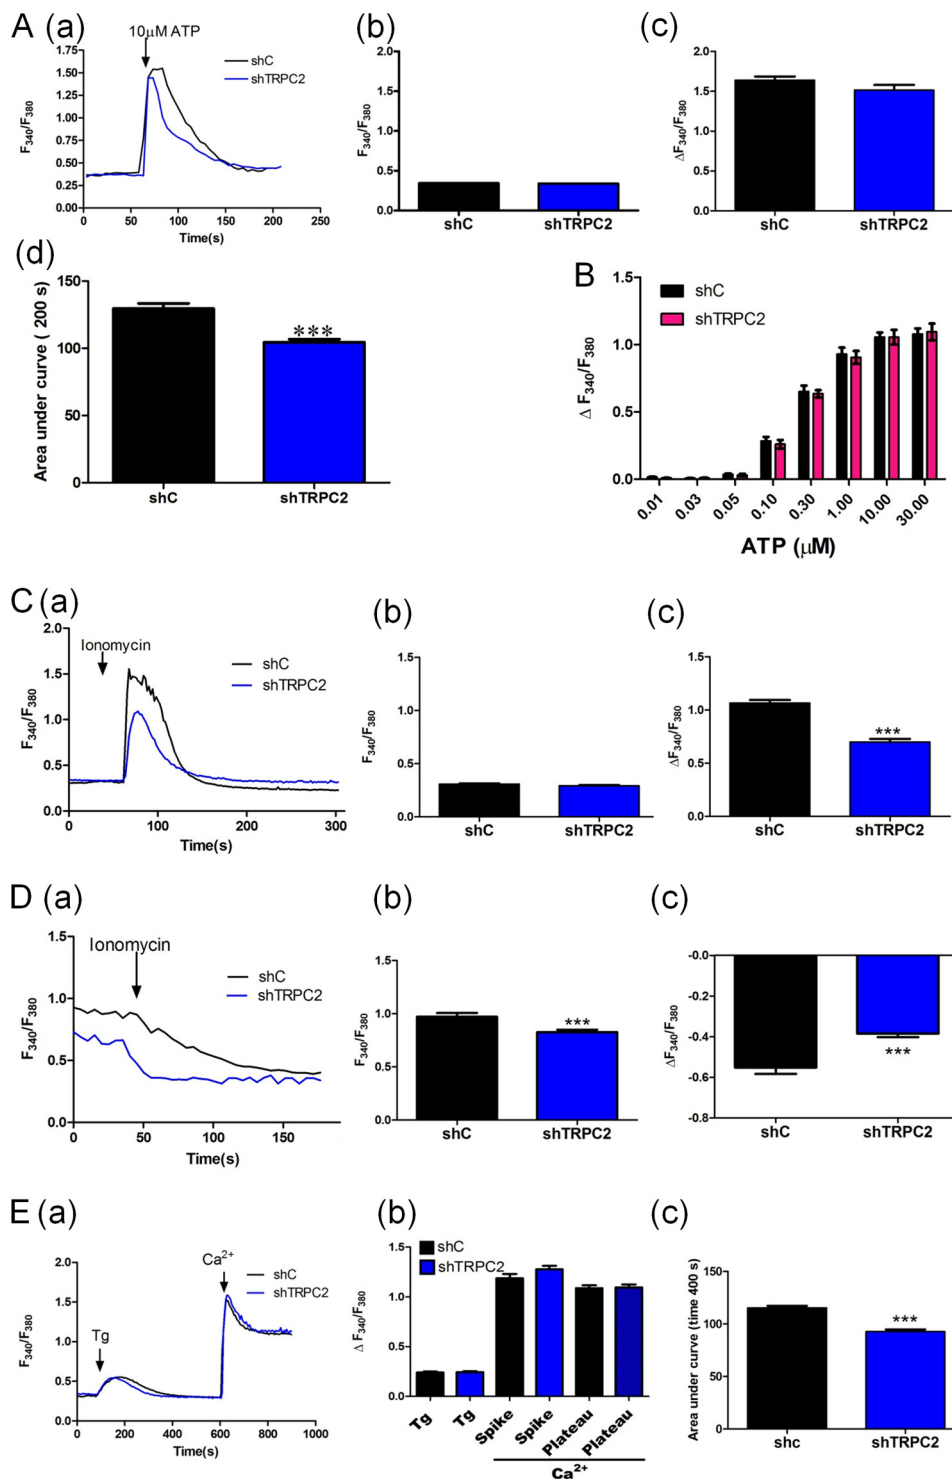 A (a)
10μM ATP
shC
shTRPC2
F340/F380
1.75
1.50
1.25
1.00
0.75
0.50
0.25
0.00
0 50 100 150 200 250
Time(s)
(b)
F340/F380
2.0
1.5
1.0
0.5
0.0
shC shTRPC2
(c)
ΔF340/F380
2.0
1.5
1.0
0.5
0.0
shC shTRPC2
(d)
Area under curve ( 200 s)
150
100
50
0
***
shC shTRPC2
B
shC
shTRPC2
Δ F340/F380
1.5
1.0
0.5
0.0
0.01 0.03 0.05 0.10 0.30 1.00 10.00 30.00
ATP (μM)
C (a)
Ionomycin
shC
shTRPC2
F340/F380
1.5
1.0
0.5
0.0
0 100 200 300
Time(s)
(b)
F340/F380
1.5
1.0
0.5
0.0
shC shTRPC2
(c)
ΔF340/F380
1.5
1.0
0.5
0.0
***
shC shTRPC2
D (a)
Ionomycin
shC
shTRPC2
F340/F380
1.5
1.0
0.5
0.0
0 50 100 150
Time(s)
(b)
F340/F380
1.5
1.0
0.5
0.0
***
shC shTRPC2
(c)
ΔF340/F380
-0.0
-0.2
-0.4
-0.6
-0.8
***
shC shTRPC2
E (a)
Ca2+
shC
shTRPC2
Tg
F340/F380
2.0
1.5
1.0
0.5
0.0
0 200 400 600 800 1000
Time(s)
(b)
shC
shTRPC2
Δ F340/F380
1.5
1.0
0.5
0.0
Tg Tg Spike Spike Plateau Plateau
Ca2+
(c)
Area under curve (time 400 s)
150
100
50
0
***
shc shTRPC2